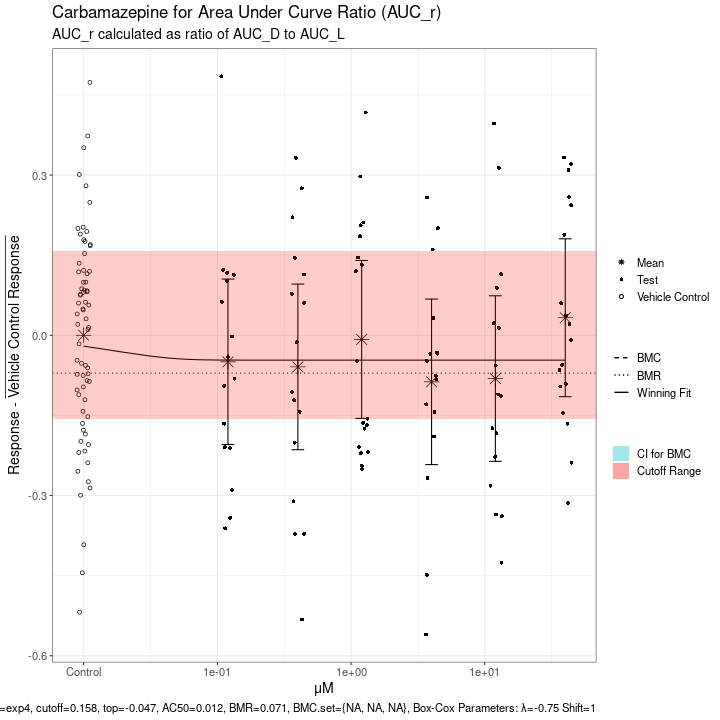 Carbamazepine for Area Under Curve Ratio (AUC_r)
AUC_r calculated as ratio of AUC_D to AUC_L
0.3
0.0
-0.3
-0.6
Response - Vehicle Control Response
Control
1e-01
1e+00
1e+01
μM
Mean
Test
Vehicle Control
BMC
BMR
Winning Fit
CI for BMC
Cutoff Range
=exp4, cutoff=0.158, top=-0.047, AC50=0.012, BMR=0.071, BMC.set={NA, NA, NA}, Box-Cox Parameters: λ=-0.75 Shift=1